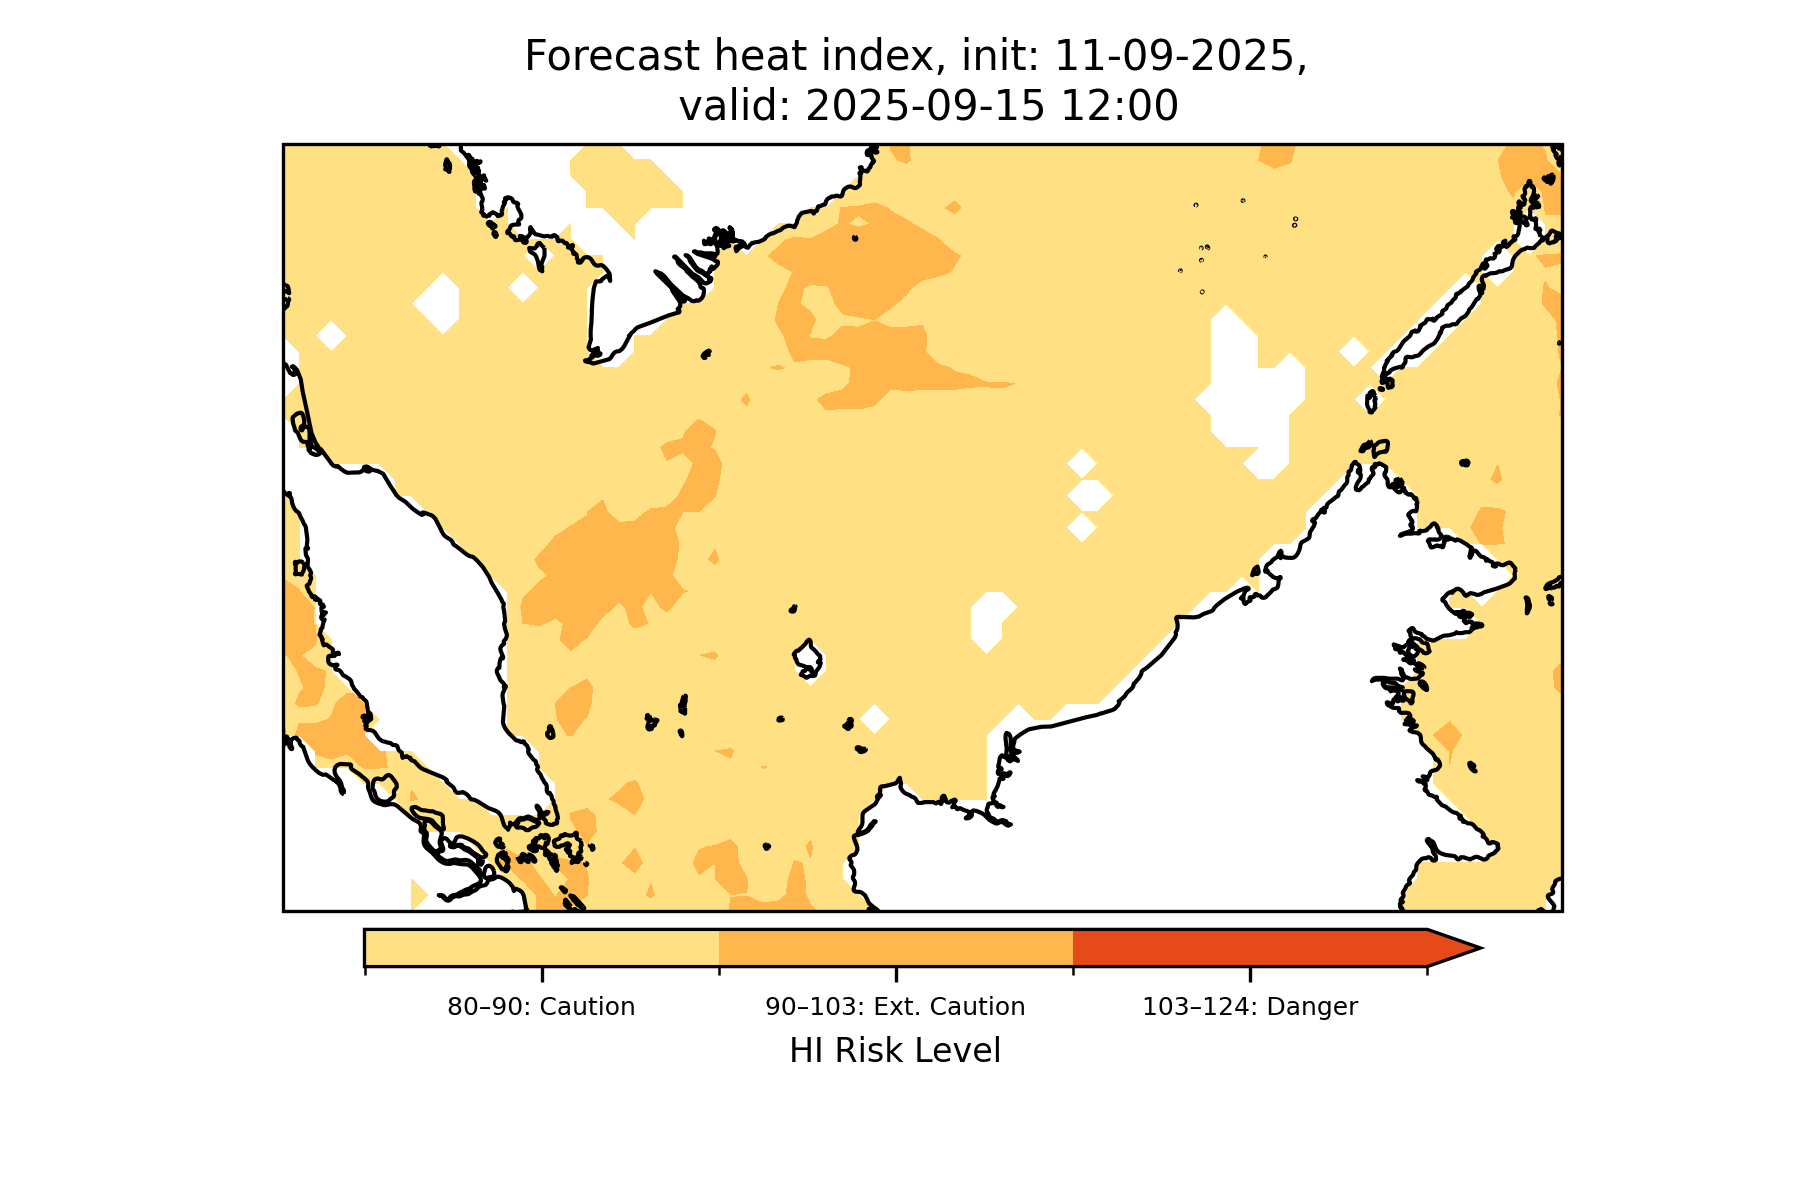 Forecast heat index, init: 11-09-2025,
valid: 2025-09-15 12:00
80–90: Caution
90–103: Ext. Caution
103–124: Danger
HI Risk Level